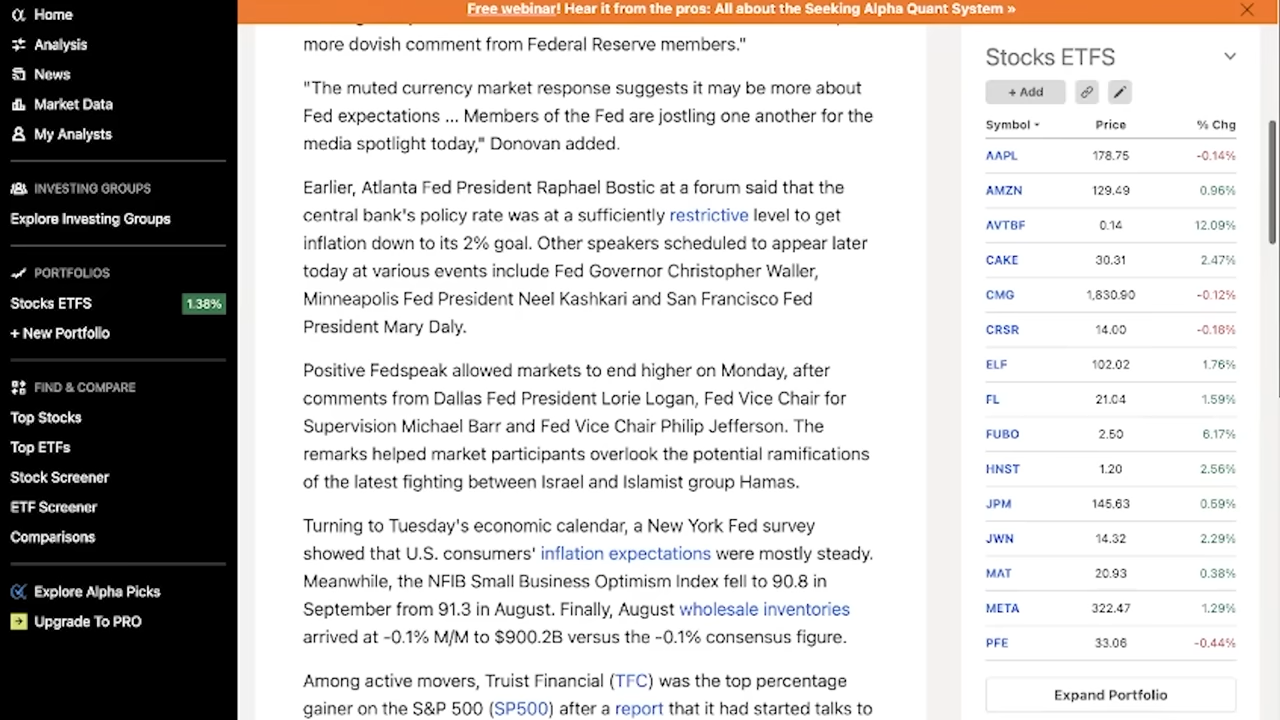 Home
Analysis
News
Market Data
My Analysts
INVESTING GROUPS
Explore Investing Groups
PORTFOLIOS
Stocks ETFS 1.38%
+ New Portfolio
FIND & COMPARE
Top Stocks
Top ETFs
Stock Screener
ETF Screener
Comparisons
Explore Alpha Picks
Upgrade To PRO
Free webinar! Hear it from the pros: All about the Seeking Alpha Quant System »
more dovish comment from Federal Reserve members."
"The muted currency market response suggests it may be more about
Fed expectations ... Members of the Fed are jostling one another for the
media spotlight today," Donovan added.
Earlier, Atlanta Fed President Raphael Bostic at a forum said that the
central bank's policy rate was at a sufficiently restrictive level to get
inflation down to its 2% goal. Other speakers scheduled to appear later
today at various events include Fed Governor Christopher Waller,
Minneapolis Fed President Neel Kashkari and San Francisco Fed
President Mary Daly.
Positive Fedspeak allowed markets to end higher on Monday, after
comments from Dallas Fed President Lorie Logan, Fed Vice Chair for
Supervision Michael Barr and Fed Vice Chair Philip Jefferson. The
remarks helped market participants overlook the potential ramifications
of the latest fighting between Israel and Islamist group Hamas.
Turning to Tuesday's economic calendar, a New York Fed survey
showed that U.S. consumers' inflation expectations were mostly steady.
Meanwhile, the NFIB Small Business Optimism Index fell to 90.8 in
September from 91.3 in August. Finally, August wholesale inventories
arrived at -0.1% M/M to $900.2B versus the -0.1% consensus figure.
Among active movers, Truist Financial (TFC) was the top percentage
gainer on the S&P 500 (SP500) after a report that it had started talks to
Stocks ETFS
+ Add
Symbol Price % Chg
AAPL 178.75 -0.14%
AMZN 129.49 0.96%
AVTBF 0.14 12.09%
CAKE 30.31 2.47%
CMG 1,830.90 -0.12%
CRSR 14.00 -0.18%
ELF 102.02 1.76%
FL 21.04 1.59%
FUBO 2.50 6.17%
HNST 1.20 2.56%
JPM 145.63 0.59%
JWN 14.32 2.29%
MAT 20.93 0.38%
META 322.47 1.29%
PFE 33.06 -0.44%
Expand Portfolio